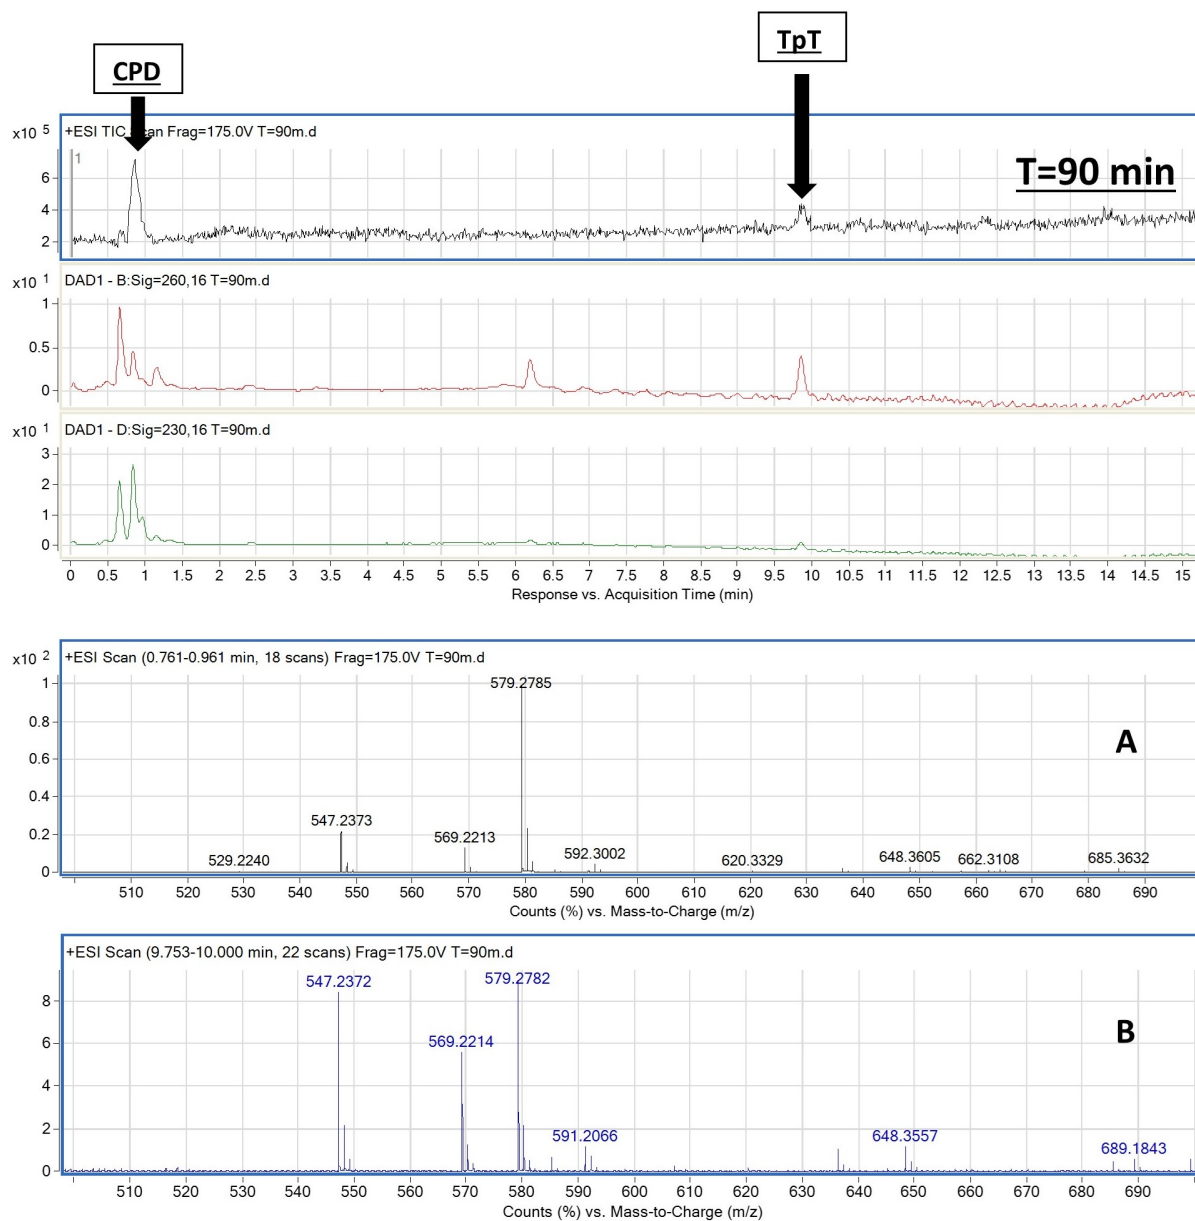 CPD
TpT
x10 5
+ESI TIC Scan Frag=175.0V T=90m.d
1
T=90 min
6
4
2
x10 1
DAD1 - B:Sig=260,16 T=90m.d
1
0.5
0
x10 1
DAD1 - D:Sig=230,16 T=90m.d
3
2
1
0
0 0.5 1 1.5 2 2.5 3 3.5 4 4.5 5 5.5 6 6.5 7 7.5 8 8.5 9 9.5 10 10.5 11 11.5 12 12.5 13 13.5 14 14.5 15
Response vs. Acquisition Time (min)
x10 2
+ESI Scan (0.761-0.961 min, 18 scans) Frag=175.0V T=90m.d
1
579.2785
0.8
A
0.6
0.4
0.2
547.2373
569.2213
592.3002
529.2240
620.3329
648.3605
662.3108
685.3632
0
510 520 530 540 550 560 570 580 590 600 610 620 630 640 650 660 670 680 690
Counts (%) vs. Mass-to-Charge (m/z)
+ESI Scan (9.753-10.000 min, 22 scans) Frag=175.0V T=90m.d
547.2372
579.2782
8
B
6
569.2214
4
2
591.2066
648.3557
689.1843
0
510 520 530 540 550 560 570 580 590 600 610 620 630 640 650 660 670 680 690
Counts (%) vs. Mass-to-Charge (m/z)